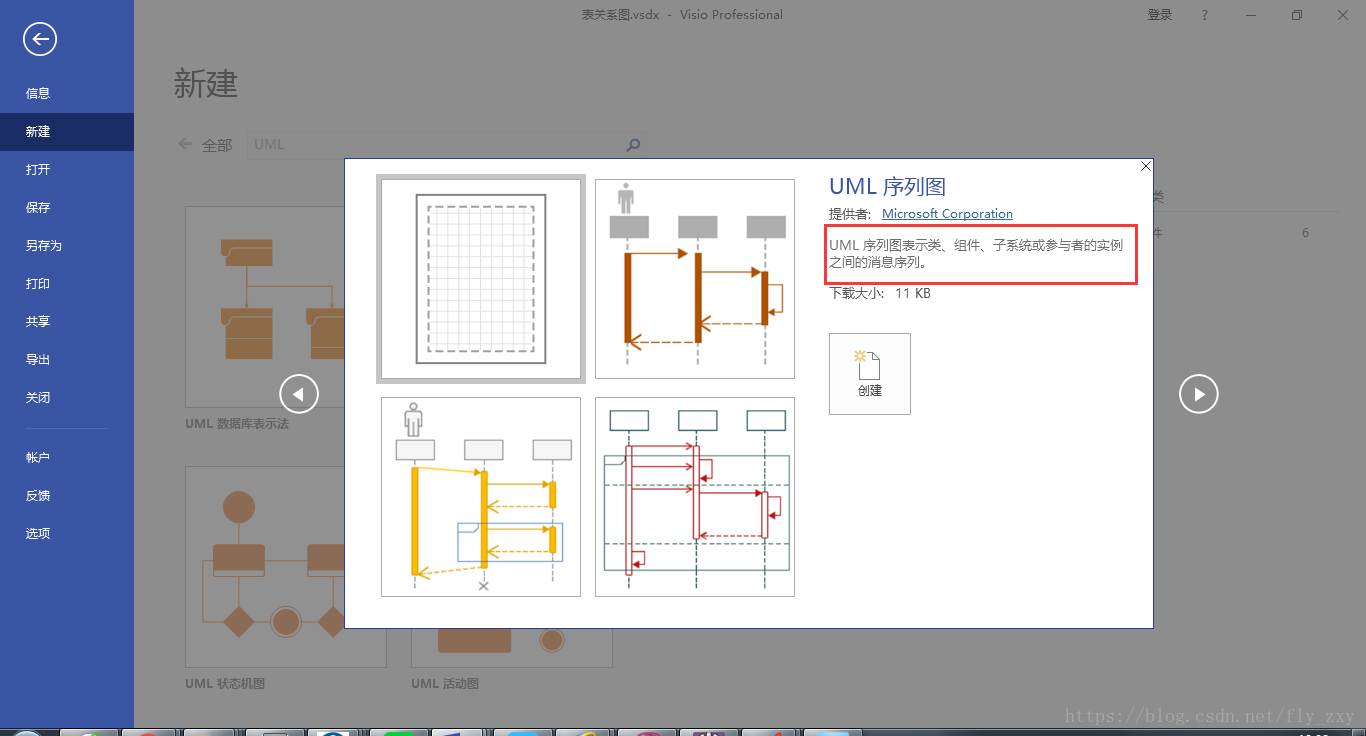 表关系图.vsdx - Visio Professional
登录 ?
信息
新建
打开
保存
另存为
打印
共享
导出
关闭
帐户
反馈
选项
新建
全部
UML
UML 数据库表示法
UML 状态机图
UML 活动图
类
件 6
UML 序列图
提供者: Microsoft Corporation
UML 序列图表示类、组件、子系统或参与者的实例
之间的消息序列。
下载大小: 11 KB
创建
https://blog.csdn.net/fly_zxy